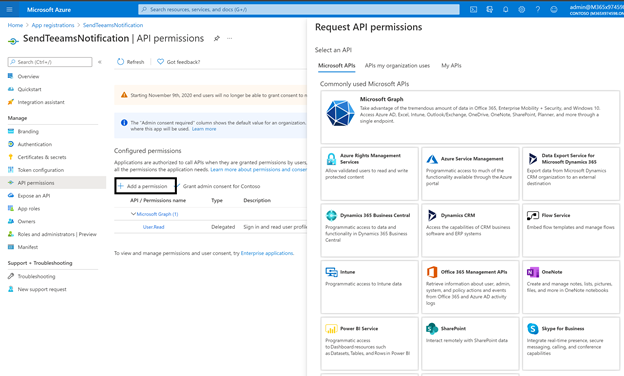 Microsoft Azure
Search resources, services, and docs (G+/)
admin@M365x974598.
CONTOSO (M365X974598.ON
Home > App registrations > SendTeeamsNotification
SendTeeamsNotification | API permissions
Search (Ctrl+/)
Refresh
Got feedback?
Overview
Quickstart
Integration assistant
Manage
Branding
Authentication
Certificates & secrets
Token configuration
API permissions
Expose an API
App roles
Owners
Roles and administrators | Preview
Manifest
Support + Troubleshooting
Troubleshooting
New support request
Starting November 9th, 2020 end users will no longer be able to grant consent to n
The "Admin consent required" column shows the default value for an organization.
where this app will be used. Learn more
Configured permissions
Applications are authorized to call APIs when they are granted permissions by users,
all the permissions the application needs. Learn more about permissions and consen
Add a permission
Grant admin consent for Contoso
API / Permissions name
Type
Description
Microsoft Graph (1)
User.Read
Delegated
Sign in and read user profile
To view and manage permissions and user consent, try Enterprise applications.
Request API permissions
Select an API
Microsoft APIs
APIs my organization uses
My APIs
Commonly used Microsoft APIs
Microsoft Graph
Take advantage of the tremendous amount of data in Office 365, Enterprise Mobility + Security, and Windows 10.
Access Azure AD, Excel, Intune, Outlook/Exchange, OneDrive, OneNote, SharePoint, Planner, and more through a
single endpoint.
Azure Rights Management
Services
Allow validated users to read and write
protected content
Azure Service Management
Programmatic access to much of the
functionality available through the Azure
portal
Data Export Service for
Microsoft Dynamics 365
Export data from Microsoft Dynamics
CRM organization to an external
destination
Dynamics 365 Business Central
Programmatic access to data and
functionality in Dynamics 365 Business
Central
Dynamics CRM
Access the capabilities of CRM business
software and ERP systems
Flow Service
Embed flow templates and manage flows
Intune
Programmatic access to Intune data
Office 365 Management APIs
Retrieve information about user, admin,
system, and policy actions and events
from Office 365 and Azure AD activity
logs
OneNote
Create and manage notes, lists, pictures,
files, and more in OneNote notebooks
Power BI Service
Programmatic access
to Dashboard resources such
as Datasets, Tables, and Rows in Power BI
SharePoint
Interact remotely with SharePoint data
Skype for Business
Integrate real-time presence, secure
messaging, calling, and conference
capabilities